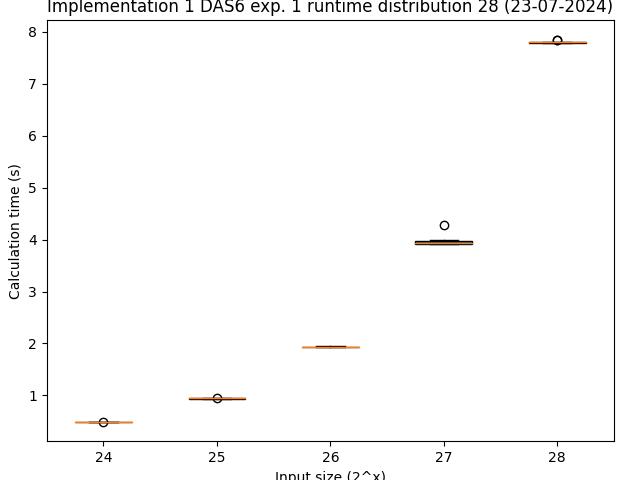 Implementation 1 DAS6 exp. 1 runtime distribution 28 (23-07-2024)
8
7
6
5
4
3
2
1
Calculation time (s)
24 25 26 27 28
Input size (2^x)